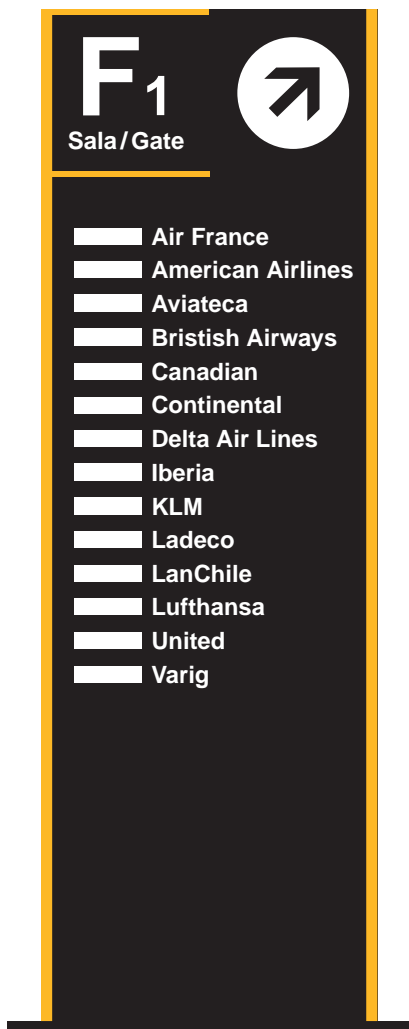 F1
Sala/Gate
Air France
American Airlines
Aviateca
Bristish Airways
Canadian
Continental
Delta Air Lines
Iberia
KLM
Ladeco
LanChile
Lufthansa
United
Varig